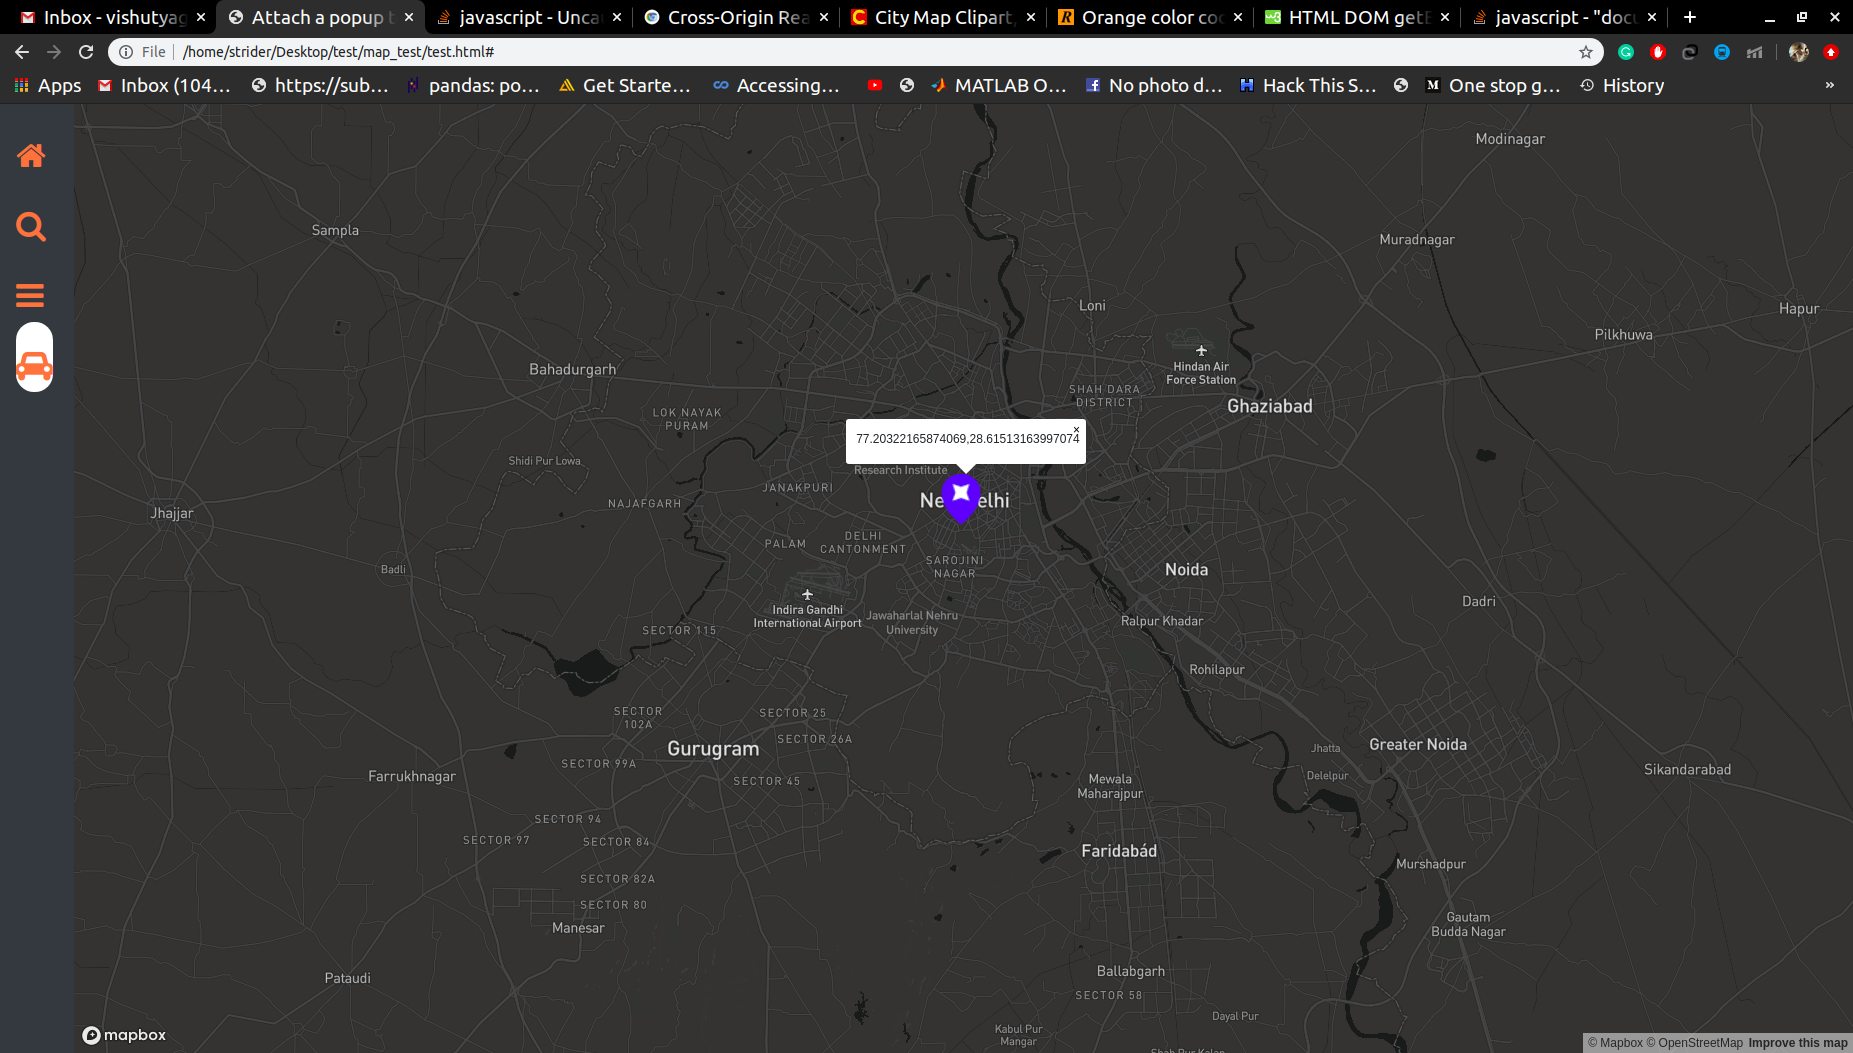 Inbox - vishutyag
Attach a popup t
javascript - Unca
Cross-Origin Rea
City Map Clipart,
Orange color cod
HTML DOM getE
javascript - "docu
File
/home/strider/Desktop/test/map_test/test.html#
Apps
Inbox (104...
https://sub...
pandas: po...
Get Starte...
Accessing...
MATLAB O...
No photo d...
Hack This S...
One stop g...
History
»
Modinagar
Sampla
Muradnagar
Loni
Hapur
Pilkhuwa
Hindan Air
Force Station
Bahadurgarh
SHAH DARA
DISTRICT
Ghaziabad
LOK NAYAK
PURAM
77.20322165874069,28.61513163997074
×
Shidi Pur Lowa
Research Institute
JANAKPURI
NAJAFGARH
Ne elhi
Jhajjar
PALAM
DELHI
CANTONMENT
SAROJINI
NAGAR
Badli
Noida
Indira Gandhi
International Airport
Jawaharlal Nehru
University
Dadri
SECTOR 115
Ralpur Khadar
Rohilapur
SECTOR
102A
SECTOR 25
SECTOR 26A
Gurugram
Jhatta
Greater Noida
SECTOR 99A
Farrukhnagar
SECTOR 45
Delelpur
Sikandarabad
Mewala
Maharajpur
SECTOR 94
SECTOR 97
SECTOR 84
Faridabád
Murshadpur
SECTOR 82A
SECTOR 80
Manesar
Gautam
Budda Nagar
Pataudi
Ballabgarh
SECTOR 58
Dayal Pur
Kabul Pur
Mangar
Shab Pur Kalan
mapbox
© Mapbox © OpenStreetMap Improve this map